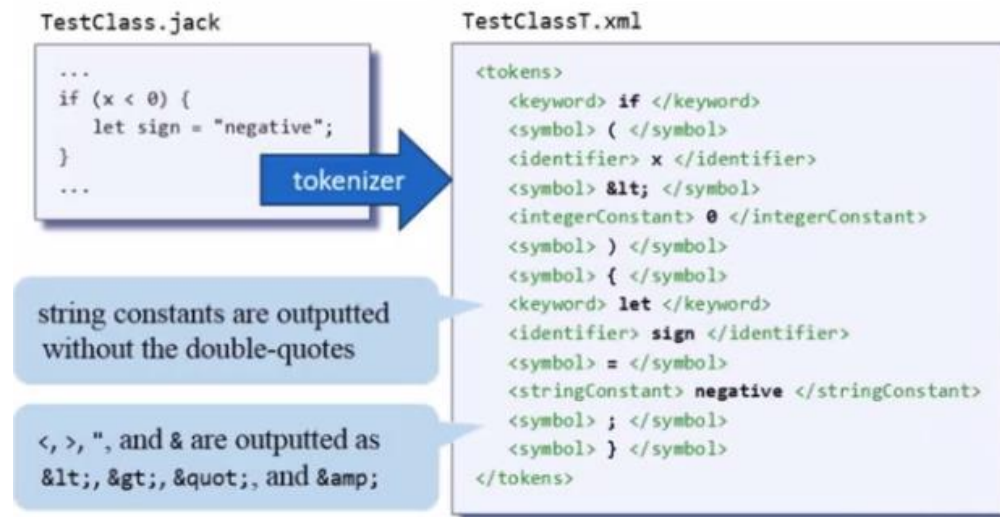 TestClass.jack
...
if (x < 0) {
let sign = "negative";
}
...
tokenizer
string constants are outputted
without the double-quotes
<, >, ", and & are outputted as
&lt;, &gt;, &quot;, and &amp;
TestClassT.xml
<tokens>
<keyword> if </keyword>
<symbol> ( </symbol>
<identifier> x </identifier>
<symbol> &lt; </symbol>
<integerConstant> 0 </integerConstant>
<symbol> ) </symbol>
<symbol> { </symbol>
<keyword> let </keyword>
<identifier> sign </identifier>
<symbol> = </symbol>
<stringConstant> negative </stringConstant>
<symbol> ; </symbol>
<symbol> } </symbol>
</tokens>